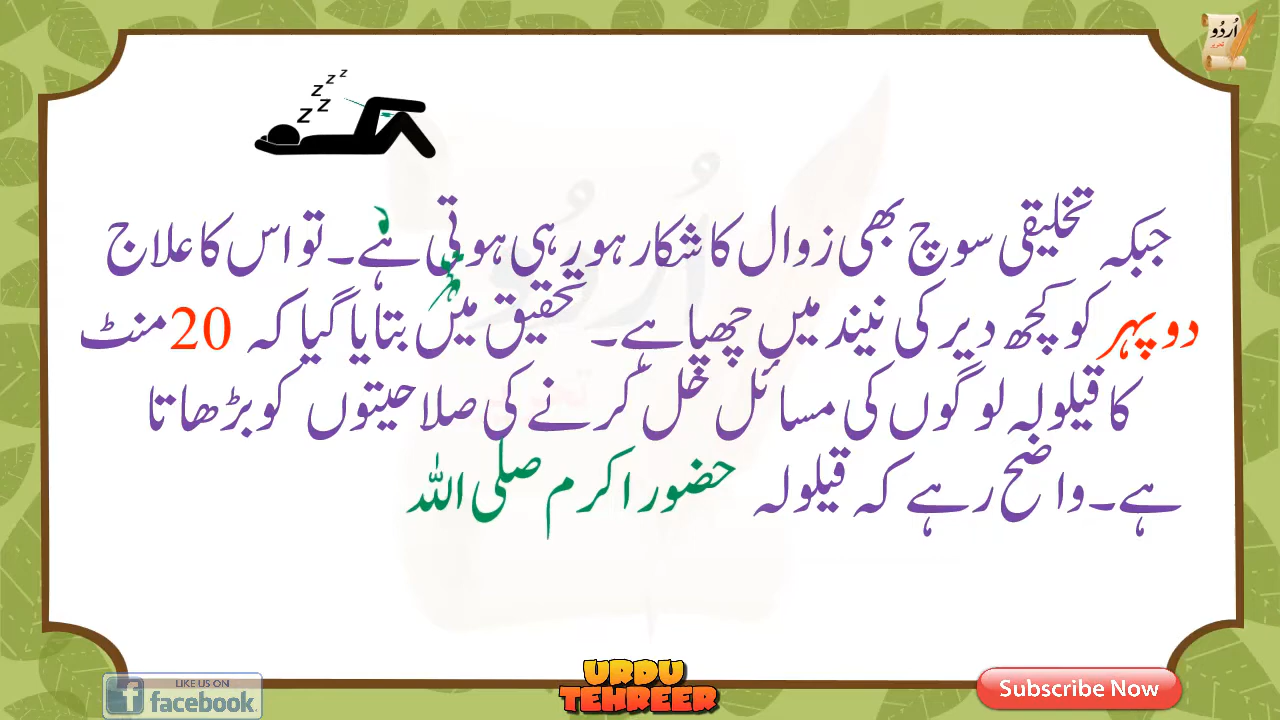 اُردُو
تحریر
z z z z z
جبکہ تخلیقی سوچ بھی زوال کا شکار ہو رہی ہوتی ہے۔ تو اس کا علاج
دوپہر کو کچھ دیر کی نیند میں چھپا ہے۔ تحقیق میں بتایا گیا کہ 20 منٹ
کا قیلولہ لوگوں کی مسائل حل کرنے کی صلاحیتوں کو بڑھاتا
ہے۔ واضح رہے کہ قیلولہ حضور اکرم صلی اللہ
LIKE US ON
facebook.
URDU
TEHREER
Subscribe Now